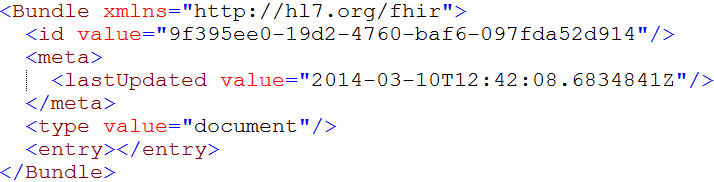 <Bundle xmlns="http://hl7.org/fhir">
<id value="9f395ee0-19d2-4760-baf6-097fda52d914"/>
<meta>
<lastUpdated value="2014-03-10T12:42:08.6834841Z"/>
</meta>
<type value="document"/>
<entry></entry>
</Bundle>